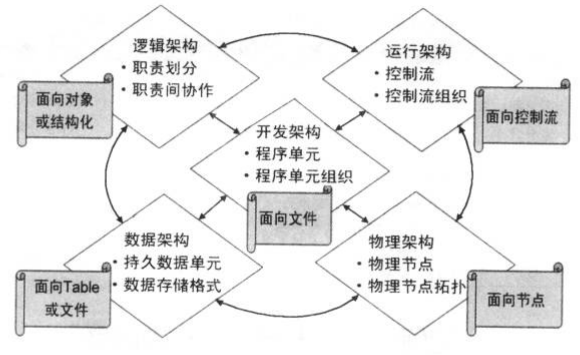 逻辑架构
·职责划分
·职责间协作
面向对象
或结构化
运行架构
·控制流
·控制流组织
面向控制流
开发架构
·程序单元
·程序单元组织
面向文件
数据架构
·持久数据单元
·数据存储格式
面向Table
或文件
物理架构
·物理节点
·物理节点拓扑
面向节点